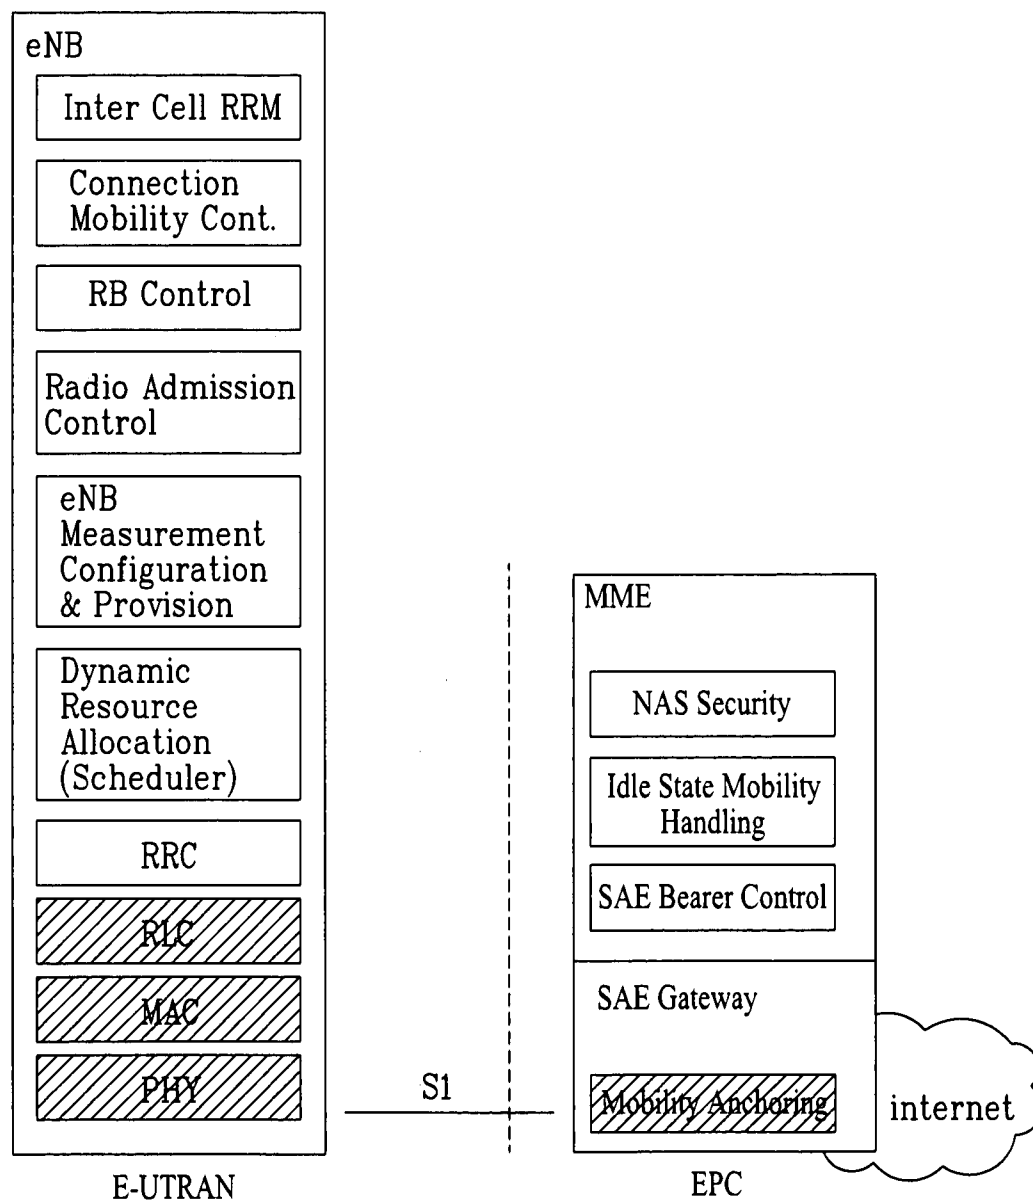 eNB
Inter Cell RRM
Connection
Mobility Cont.
RB Control
Radio Admission
Control
eNB
Measurement
Configuration
& Provision
Dynamic
Resource
Allocation
(Scheduler)
RRC
RLC
MAC
PHY
E-UTRAN
S1
MME
NAS Security
Idle State Mobility
Handling
SAE Bearer Control
SAE Gateway
Mobility Anchoring
EPC
internet